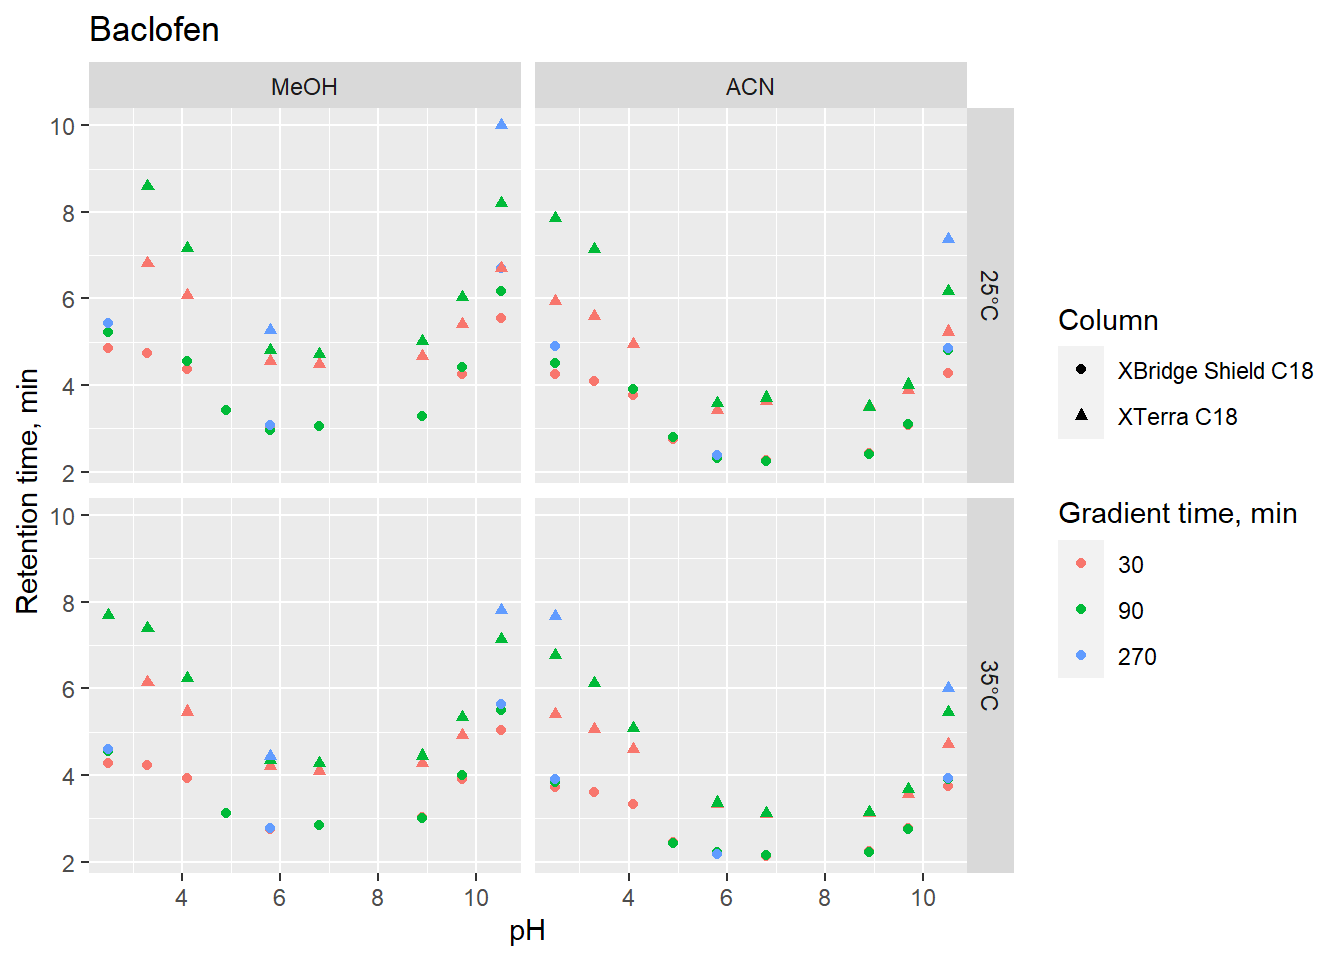 Baclofen
MeOH
ACN
10
8
6
4
2
25°C
10
8
6
4
2
35°C
4 6 8 10
4 6 8 10
pH
Retention time, min
Column
XBridge Shield C18
XTerra C18
Gradient time, min
30
90
270